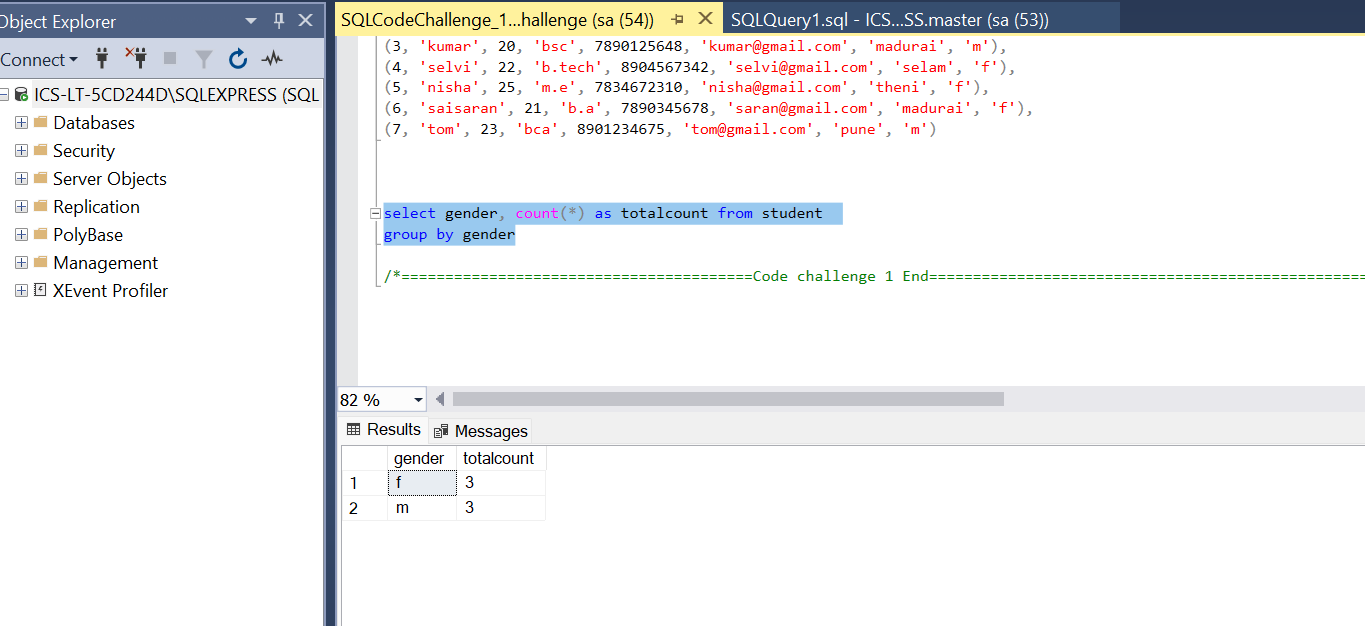 Object Explorer
Connect
ICS-LT-5CD244D\SQLEXPRESS (SQL
Databases
Security
Server Objects
Replication
PolyBase
Management
XEvent Profiler
SQLCodeChallenge_1...hallenge (sa (54))
SQLQuery1.sql - ICS...SS.master (sa (53))
(3, 'kumar', 20, 'bsc', 7890125648, 'kumar@gmail.com', 'madurai', 'm'),
(4, 'selvi', 22, 'b.tech', 8904567342, 'selvi@gmail.com', 'selam', 'f'),
(5, 'nisha', 25, 'm.e', 7834672310, 'nisha@gmail.com', 'theni', 'f'),
(6, 'saisaran', 21, 'b.a', 7890345678, 'saran@gmail.com', 'madurai', 'f'),
(7, 'tom', 23, 'bca', 8901234675, 'tom@gmail.com', 'pune', 'm')
select gender, count(*) as totalcount from student
group by gender
/*========================================Code challenge 1 End==================================================
82 %
Results Messages
gender totalcount
1 f 3
2 m 3